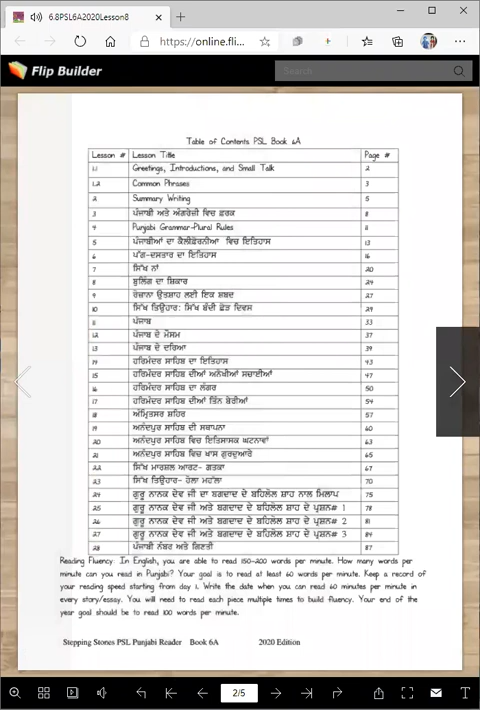 6.8PSL6A2020Lesson8
https://online.fli...
Flip Builder
Search
Table of Contents PSL Book 6A
Lesson # Lesson Title Page #
1.1 Greetings, Introductions, and Small Talk 2
1.2 Common Phrases 3
2 Summary Writing 5
3 ਪੰਜਾਬੀ ਅਤੇ ਅੰਗਰੇਜ਼ੀ ਵਿਚ ਫ਼ਰਕ 8
4 Punjabi Grammar-Plural Rules 11
5 ਪੰਜਾਬੀਆਂ ਦਾ ਕੈਲੀਫ਼ੋਰਨੀਆ ਵਿਚ ਇਤਿਹਾਸ 13
6 ਪੱਗ-ਦਸਤਾਰ ਦਾ ਇਤਿਹਾਸ 16
7 ਸਿੱਖ ਨਾਂ 20
8 ਬੁਲਿੰਗ ਦਾ ਸ਼ਿਕਾਰ 24
9 ਰੋਜ਼ਾਨਾ ਉਤਸ਼ਾਹ ਲਈ ਇਕ ਸ਼ਬਦ 27
10 ਸਿੱਖ ਤਿਉਹਾਰ: ਸਿੱਖ ਬੰਦੀ ਛੋੜ ਦਿਵਸ 29
11 ਪੰਜਾਬ 33
12 ਪੰਜਾਬ ਦੇ ਮੌਸਮ 37
13 ਪੰਜਾਬ ਦੇ ਦਰਿਆ 39
14 ਹਰਿਮੰਦਰ ਸਾਹਿਬ ਦਾ ਇਤਿਹਾਸ 43
15 ਹਰਿਮੰਦਰ ਸਾਹਿਬ ਦੀਆਂ ਅਨੋਖੀਆਂ ਸਚਾਈਆਂ 47
16 ਹਰਿਮੰਦਰ ਸਾਹਿਬ ਦਾ ਲੰਗਰ 50
17 ਹਰਿਮੰਦਰ ਸਾਹਿਬ ਦੀਆਂ ਤਿੰਨ ਬੇਰੀਆਂ 54
18 ਅੰਮ੍ਰਿਤਸਰ ਸ਼ਹਿਰ 57
19 ਅਨੰਦਪੁਰ ਸਾਹਿਬ ਦੀ ਸਥਾਪਨਾ 60
20 ਅਨੰਦਪੁਰ ਸਾਹਿਬ ਵਿਚ ਇਤਿਸਾਸਕ ਘਟਨਾਵਾਂ 63
21 ਅਨੰਦਪੁਰ ਸਾਹਿਬ ਵਿਚ ਖਾਸ ਗੁਰਦੁਆਰੇ 65
22 ਸਿੱਖ ਮਾਰਸ਼ਲ ਆਰਟ- ਗਤਕਾ 67
23 ਸਿੱਖ ਤਿਉਹਾਰ- ਹੋਲਾ ਮਹੱਲਾ 70
24 ਗੁਰੂ ਨਾਨਕ ਦੇਵ ਜੀ ਦਾ ਬਗਦਾਦ ਦੇ ਬਹਿਲੋਲ ਸ਼ਾਹ ਨਾਲ ਮਿਲਾਪ 75
25 ਗੁਰੂ ਨਾਨਕ ਦੇਵ ਜੀ ਅਤੇ ਬਗਦਾਦ ਦੇ ਬਹਿਲੋਲ ਸ਼ਾਹ ਦੇ ਪ੍ਰਸ਼ਨ# 1 78
26 ਗੁਰੂ ਨਾਨਕ ਦੇਵ ਜੀ ਅਤੇ ਬਗਦਾਦ ਦੇ ਬਹਿਲੋਲ ਸ਼ਾਹ ਦੇ ਪ੍ਰਸ਼ਨ# 2 81
27 ਗੁਰੂ ਨਾਨਕ ਦੇਵ ਜੀ ਅਤੇ ਬਗਦਾਦ ਦੇ ਬਹਿਲੋਲ ਸ਼ਾਹ ਦੇ ਪ੍ਰਸ਼ਨ# 3 84
28 ਪੰਜਾਬੀ ਨੰਬਰ ਅਤੇ ਗਿਣਤੀ 87
Reading Fluency: In English, you are able to read 150-200 words per minute. How many words per
minute can you read in Punjabi? Your goal is to read at least 60 words per minute. Keep a record of
your reading speed starting from day 1. Write the date when you can read 60 minutes per minute in
every story/essay. You will need to read each piece multiple times to build fluency. Your end of the
year goal should be to read 100 words per minute.
Stepping Stones PSL Punjabi Reader Book 6A 2020 Edition
2/5